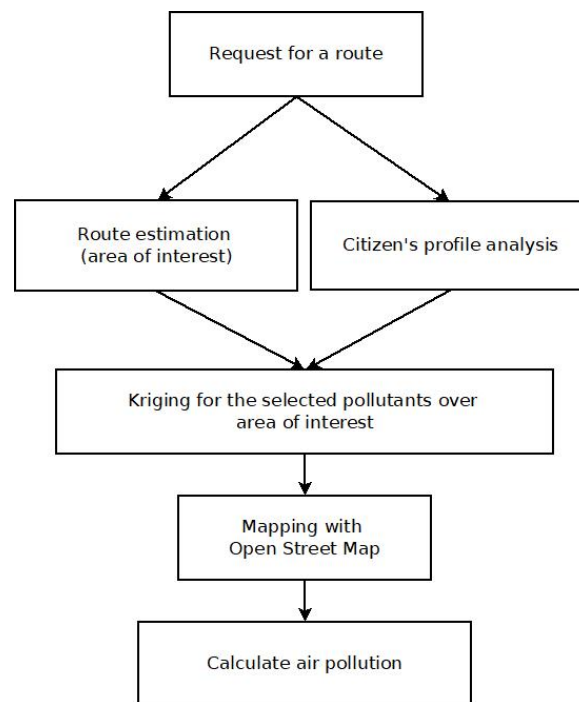 Request for a route
Route estimation
(area of interest)
Citizen's profile analysis
Kriging for the selected pollutants over
area of interest
Mapping with
Open Street Map
Calculate air pollution